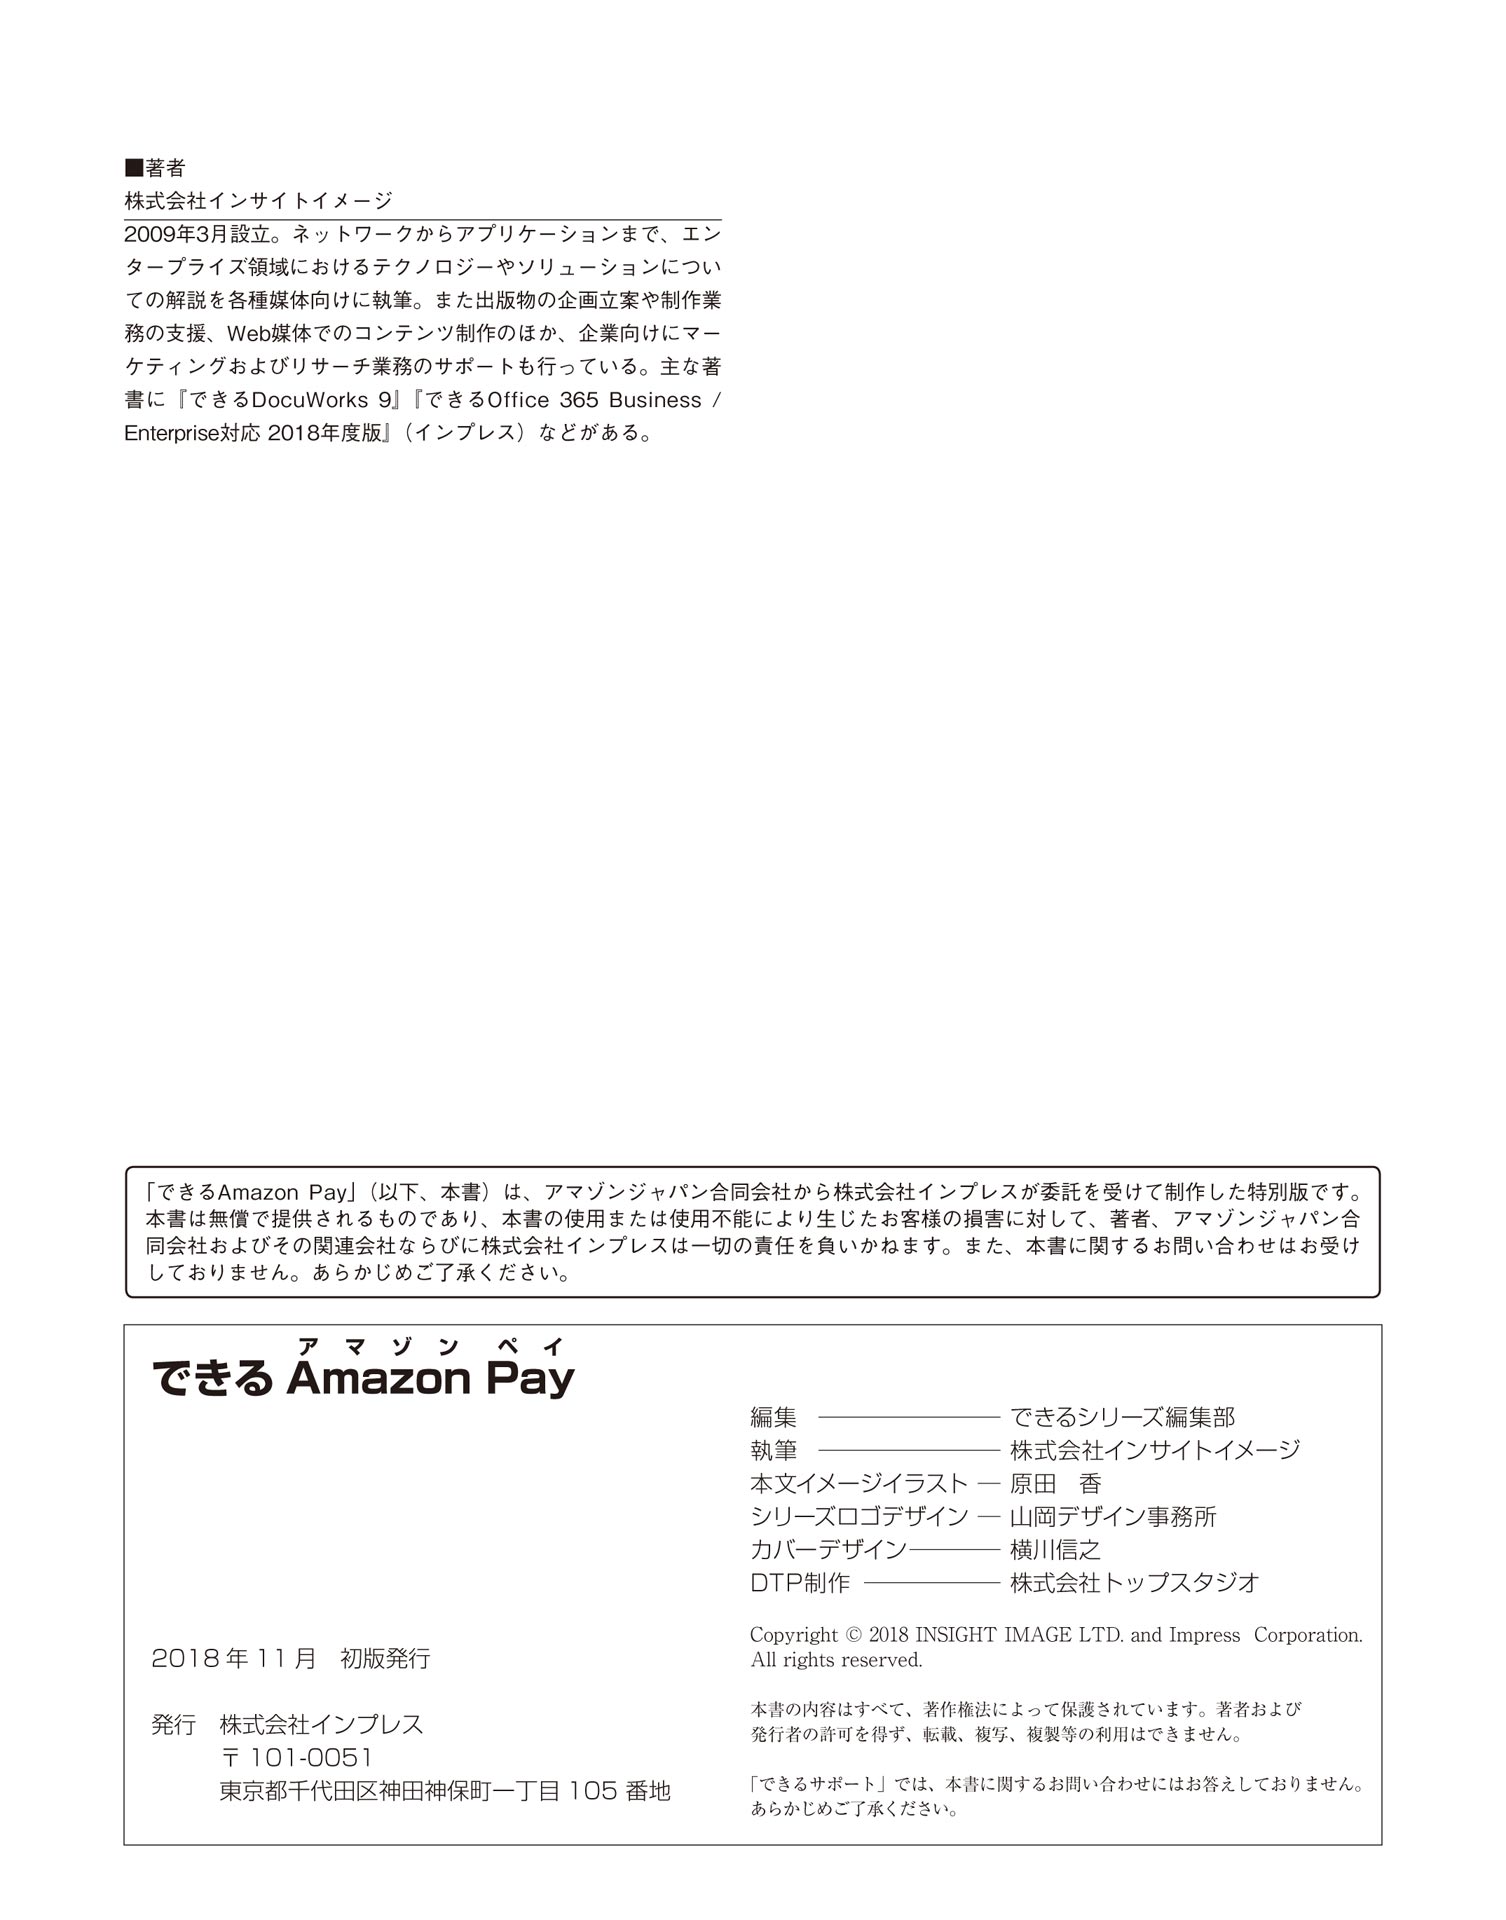 ■著者
株式会社インサイトイメージ
2009年3月設立。ネットワークからアプリケーションまで、エン
タープライズ領域におけるテクノロジーやソリューションについ
ての解説を各種媒体向けに執筆。また出版物の企画立案や制作業
務の支援、Web媒体でのコンテンツ制作のほか、企業向けにマー
ケティングおよびリサーチ業務のサポートも行っている。主な著
書に『できるDocuWorks 9』『できるOffice 365 Business /
Enterprise対応 2018年度版』（インプレス）などがある。
「できるAmazon Pay」（以下、本書）は、アマゾンジャパン合同会社から株式会社インプレスが委託を受けて制作した特別版です。
本書は無償で提供されるものであり、本書の使用または使用不能により生じたお客様の損害に対して、著者、アマゾンジャパン合
同会社およびその関連会社ならびに株式会社インプレスは一切の責任を負いかねます。また、本書に関するお問い合わせはお受け
しておりません。あらかじめご了承ください。
アマゾン ペイ
できる Amazon Pay
2018年11月　初版発行
発行　株式会社インプレス
〒101-0051
東京都千代田区神田神保町一丁目105番地
編集 ―――― できるシリーズ編集部
執筆 ―――― 株式会社インサイトイメージ
本文イメージイラスト ― 原田　香
シリーズロゴデザイン ― 山岡デザイン事務所
カバーデザイン ―― 横川信之
DTP制作 ――― 株式会社トップスタジオ
Copyright © 2018 INSIGHT IMAGE LTD. and Impress Corporation.
All rights reserved.
本書の内容はすべて、著作権法によって保護されています。著者および
発行者の許可を得ず、転載、複写、複製等の利用はできません。
「できるサポート」では、本書に関するお問い合わせにはお答えしておりません。
あらかじめご了承ください。